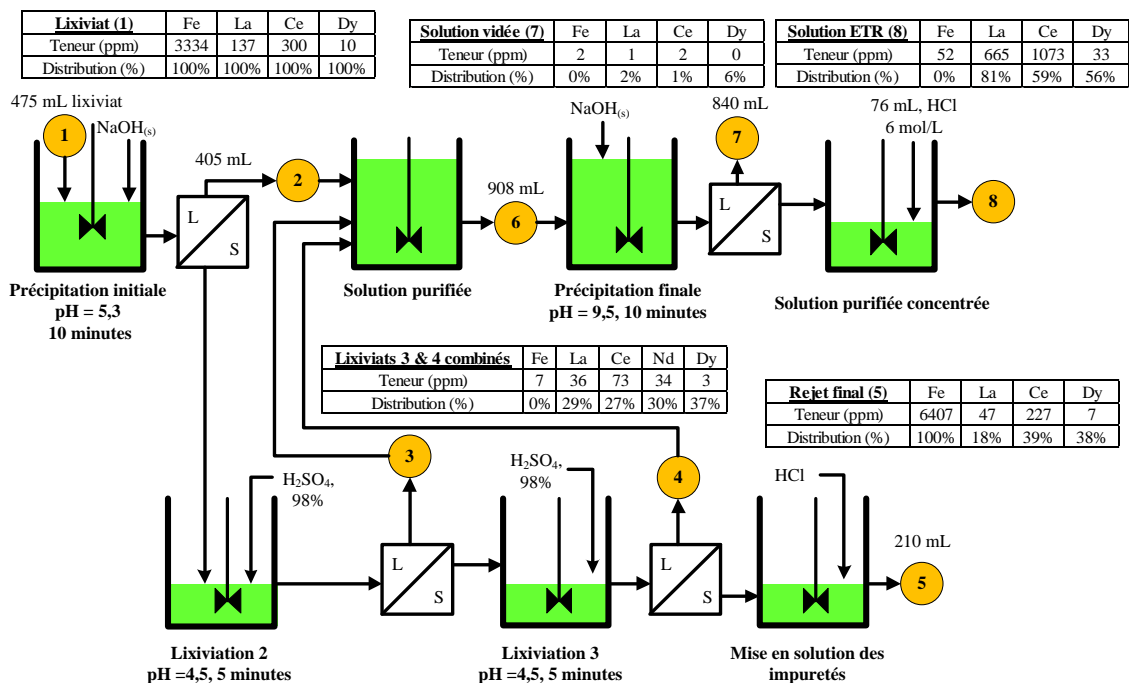 Lixiviat (1) Fe La Ce Dy
Teneur (ppm) 3334 137 300 10
Distribution (%) 100% 100% 100% 100%
Solution vidée (7) Fe La Ce Dy
Teneur (ppm) 2 1 2 0
Distribution (%) 0% 2% 1% 6%
Solution ETR (8) Fe La Ce Dy
Teneur (ppm) 52 665 1073 33
Distribution (%) 0% 81% 59% 56%
475 mL lixiviat
1
NaOH(s)
405 mL
2
L
S
Précipitation initiale
pH = 5,3
10 minutes
Solution purifiée
908 mL
6
NaOH(s)
Précipitation finale
pH = 9,5, 10 minutes
840 mL
7
L
S
76 mL, HCl
6 mol/L
8
Solution purifiée concentrée
Lixiviats 3 & 4 combinés Fe La Ce Nd Dy
Teneur (ppm) 7 36 73 34 3
Distribution (%) 0% 29% 27% 30% 37%
Rejet final (5) Fe La Ce Dy
Teneur (ppm) 6407 47 227 7
Distribution (%) 100% 18% 39% 38%
H2SO4,
98%
3
L
S
Lixiviation 2
pH =4,5, 5 minutes
H2SO4,
98%
4
L
S
Lixiviation 3
pH =4,5, 5 minutes
HCl
210 mL
5
Mise en solution des
impuretés